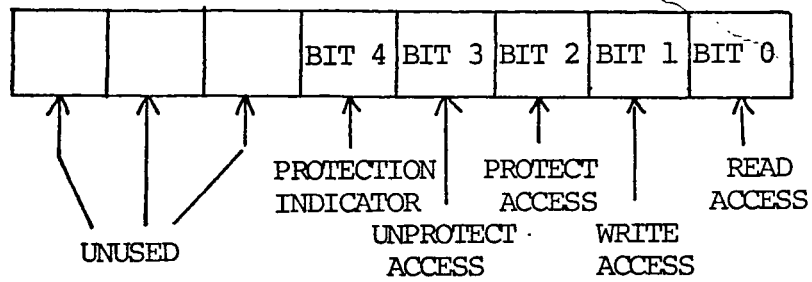 BIT 4 BIT 3 BIT 2 BIT 1 BIT 0
PROTECTION INDICATOR
UNPROTECT ACCESS
PROTECT ACCESS
WRITE ACCESS
READ ACCESS
UNUSED